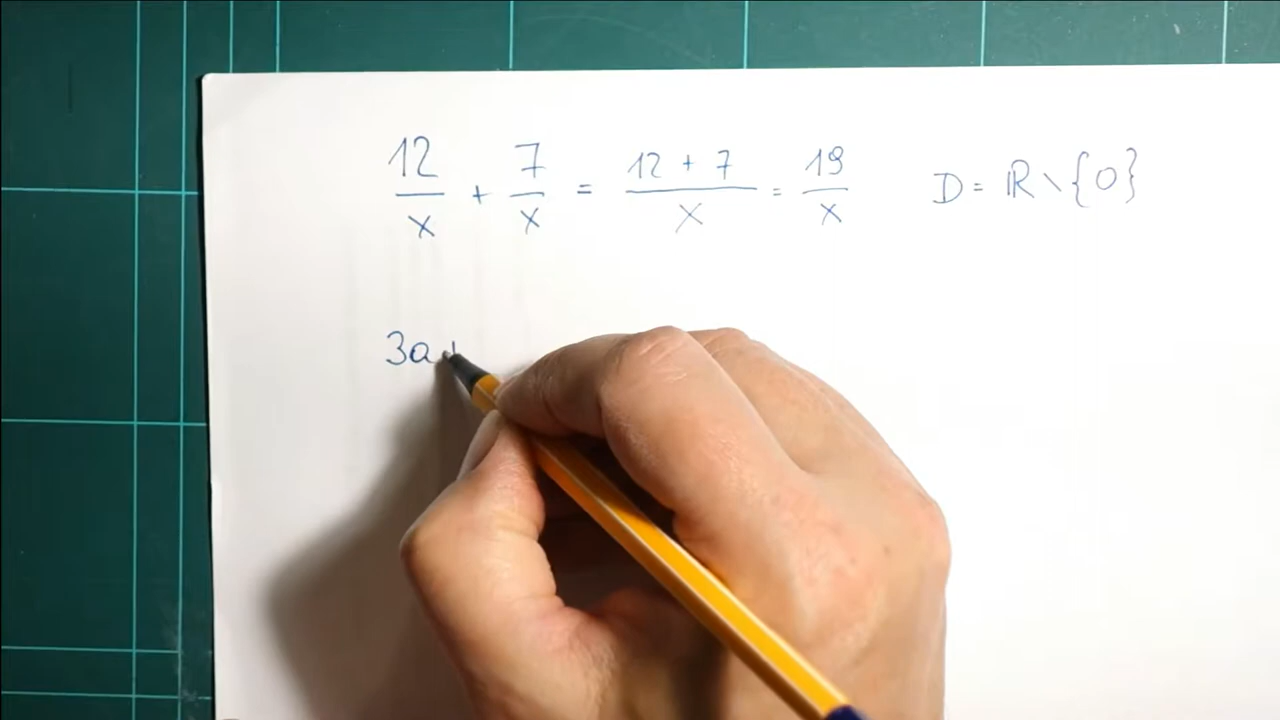 12/x + 7/x = (12 + 7)/x = 19/x D = ℝ \ {0}
3a +